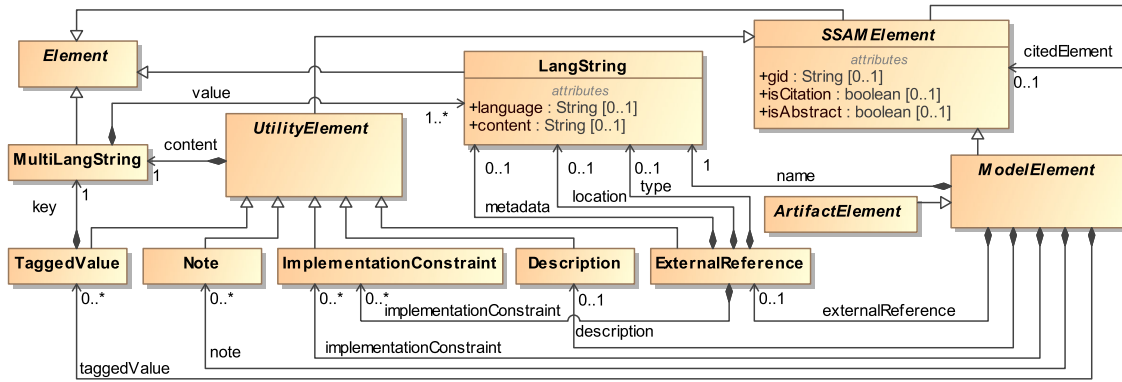 Element
SSAMElement
attributes
+gid : String [0..1]
+isCitation : boolean [0..1]
+isAbstract : boolean [0..1]
citedElement
0..1
LangString
attributes
+language : String [0..1]
+content : String [0..1]
value
1..*
UtilityElement
content
1
MultiLangString
1
key
0..1
0..1
0..1
1
type
location
metadata
name
ModelElement
ArtifactElement
TaggedValue
Note
ImplementationConstraint
Description
ExternalReference
0..*
0..*
0..*
0..*
0..1
0..1
implementationConstraint
externalReference
description
implementationConstraint
note
taggedValue